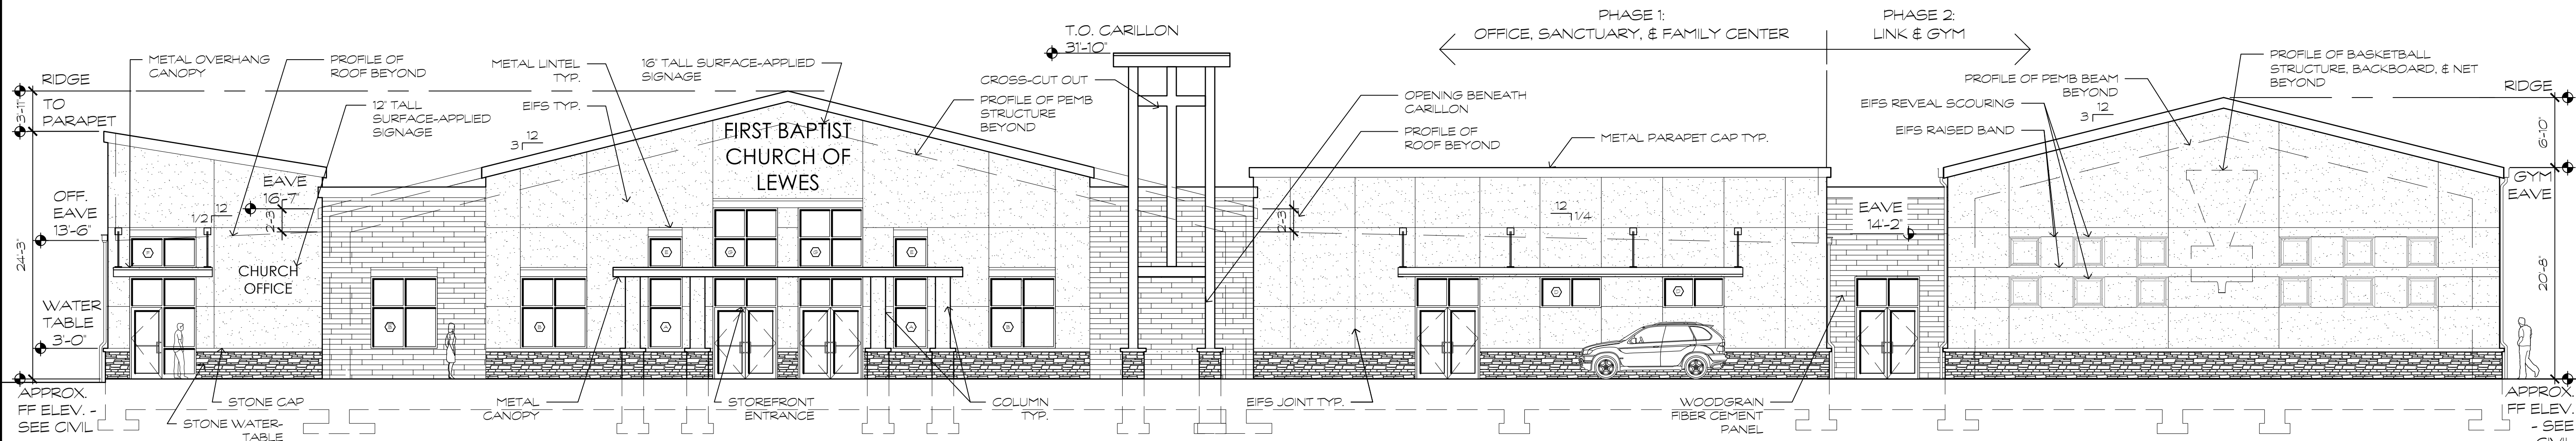 PHASE 1:
OFFICE, SANCTUARY, & FAMILY CENTER
PHASE 2:
LINK & GYM
T.O. CARILLON
31'-10"
RIDGE
3'-11"
TO
PARAPET
METAL OVERHANG
CANOPY
PROFILE OF
ROOF BEYOND
12" TALL
SURFACE-APPLIED
SIGNAGE
METAL LINTEL
TYP.
EIFS TYP.
16" TALL SURFACE-APPLIED
SIGNAGE
CROSS-CUT OUT
PROFILE OF PEMB
STRUCTURE
BEYOND
OPENING BENEATH
CARILLON
PROFILE OF
ROOF BEYOND
METAL PARAPET CAP TYP.
PROFILE OF PEMB BEAM
BEYOND
EIFS REVEAL SCOURING
EIFS RAISED BAND
PROFILE OF BASKETBALL
STRUCTURE, BACKBOARD, & NET
BEYOND
RIDGE
6'-10"
GYM
EAVE
20'-8"
12
3
12
3
FIRST BAPTIST
CHURCH OF
LEWES
OFF.
EAVE
13'-6"
24'-3"
EAVE
16'-7"
12
1/2
2'-3"
2'-3"
12
1/4
EAVE
14'-2"
CHURCH
OFFICE
WATER
TABLE
3'-0"
APPROX.
FF ELEV. -
SEE CIVIL
STONE CAP
STONE WATER-
TABLE
METAL
CANOPY
STOREFRONT
ENTRANCE
COLUMN
TYP.
EIFS JOINT TYP.
WOODGRAIN
FIBER CEMENT
PANEL
APPROX.
FF ELEV.
- SEE
CIVIL